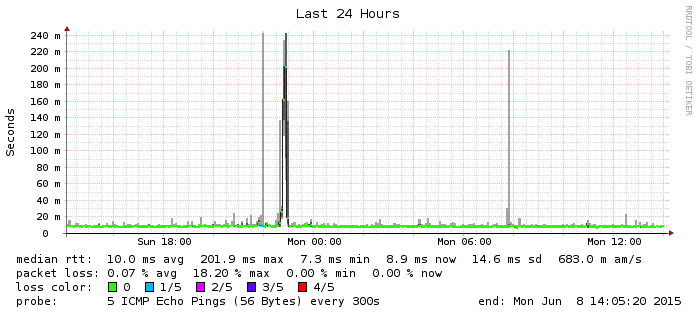 Last 24 Hours
RRDTOOL / TOBI OETIKER
Seconds
240 m
220 m
200 m
180 m
160 m
140 m
120 m
100 m
80 m
60 m
40 m
20 m
0
Sun 18:00 Mon 00:00 Mon 06:00 Mon 12:00
median rtt: 10.0 ms avg 201.9 ms max 7.3 ms min 8.9 ms now 14.6 ms sd 683.0 m am/s
packet loss: 0.07 % avg 18.20 % max 0.00 % min 0.00 % now
loss color: 0 1/5 2/5 3/5 4/5
probe: 5 ICMP Echo Pings (56 Bytes) every 300s end: Mon Jun 8 14:05:20 2015